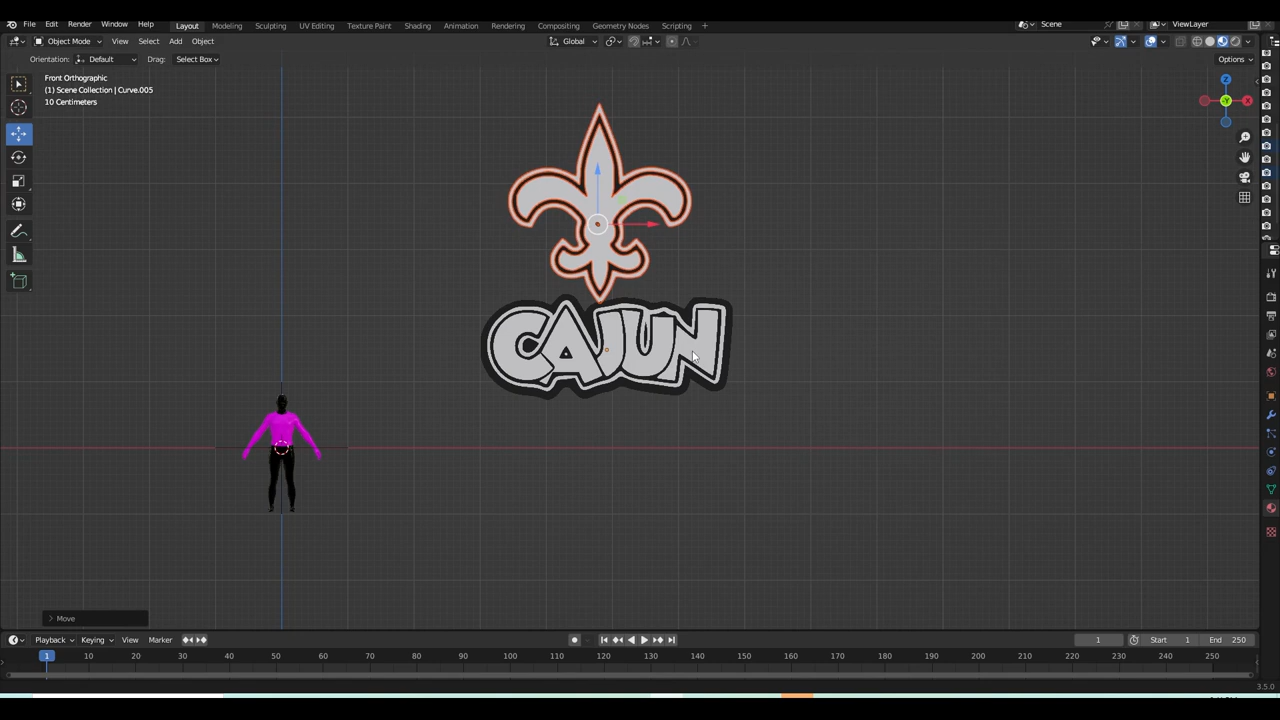 File Edit Render Window Help Layout Modeling Sculpting UV Editing Texture Paint Shading Animation Rendering Compositing Geometry Nodes Scripting + Scene ViewLayer
Object Mode View Select Add Object Global
Orientation: Default Drag: Select Box Options
Front Orthographic
(1) Scene Collection | Curve.005
10 Centimeters
Z
-Y X
CAJUN
> Move
Playback Keying View Marker 1 Start 1 End 250
1 10 20 30 40 50 60 70 80 90 100 110 120 130 140 150 160 170 180 190 200 210 220 230 240 250
3.5.0